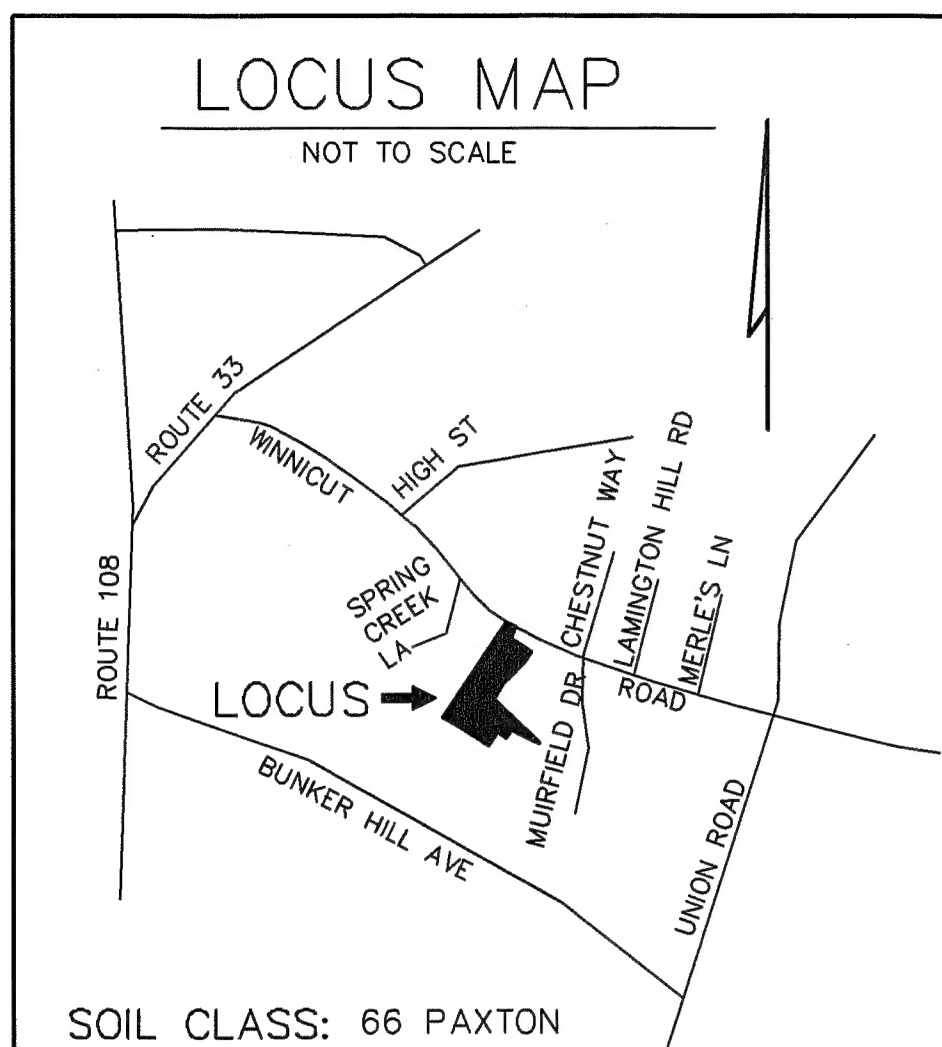 LOCUS MAP
NOT TO SCALE
ROUTE 33
WINNICUT
HIGH ST
CHESTNUT WAY
LAMINGTON HILL RD
MERLE'S LN
SPRING
CREEK
LA
ROUTE 108
LOCUS
ROAD
MUIRFIELD DR
BUNKER HILL AVE
UNION ROAD
SOIL CLASS: 66 PAXTON